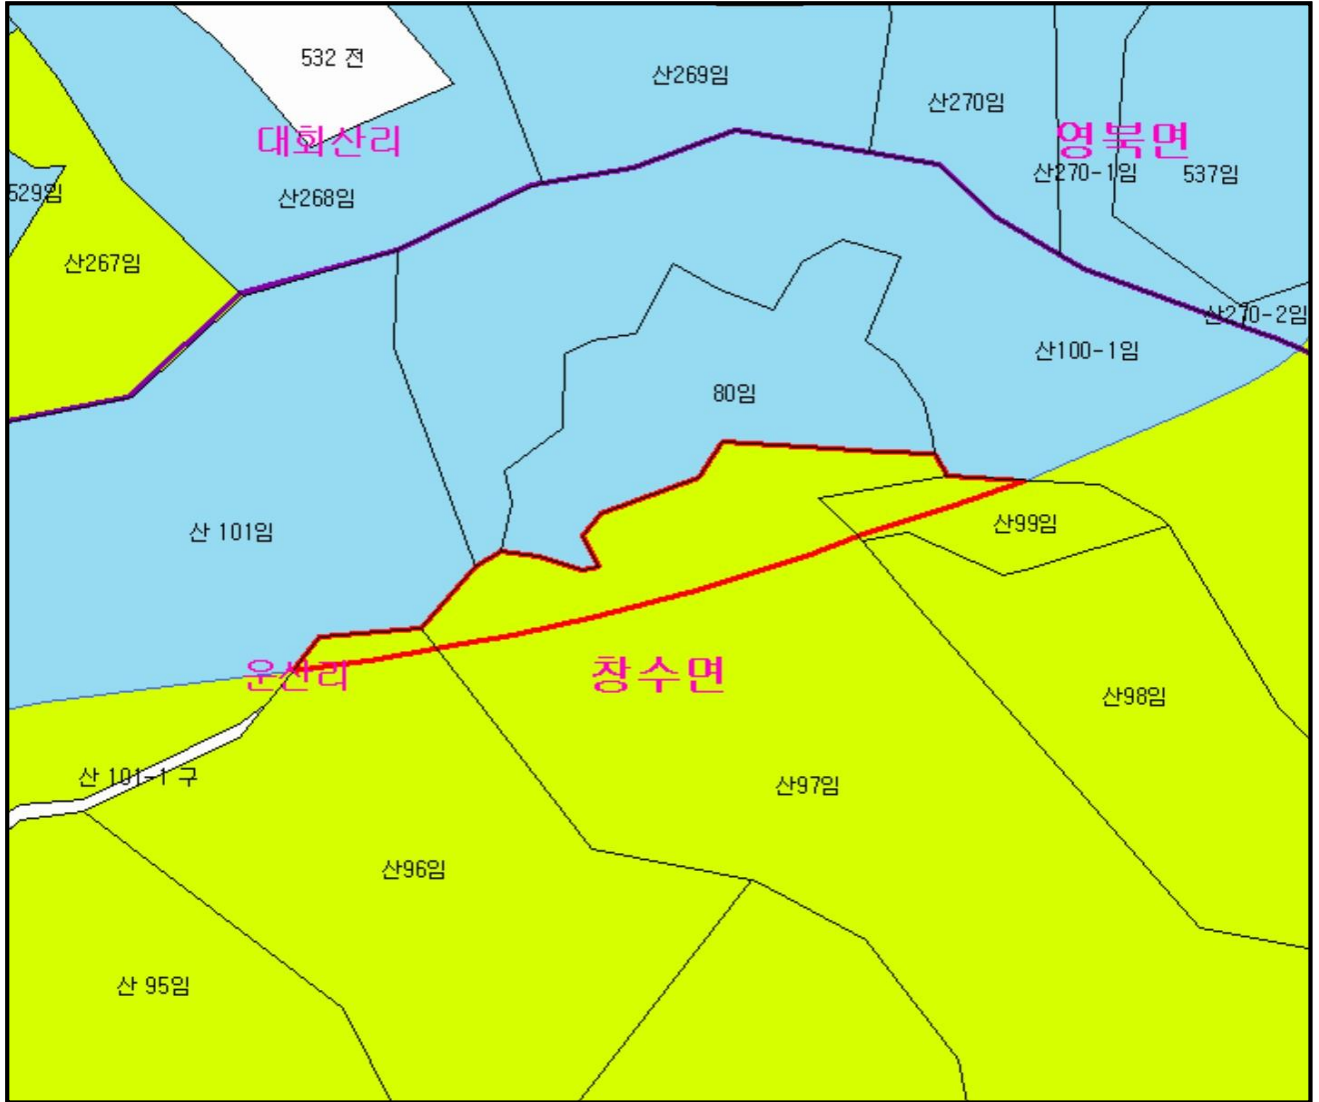 532 전
산269임
산270임
대회산리
영북면
산270-1임
537임
529임
산268임
산267임
산270-2임
산100-1임
80임
산 101임
산99임
운산리
창수면
산98임
산 101-1 구
산97임
산96임
산 95임